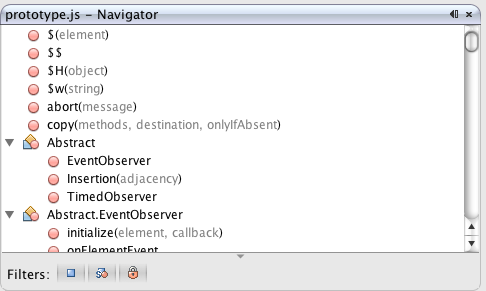 prototype.js – Navigator
$(element)
$$
$H(object)
$w(string)
abort(message)
copy(methods, destination, onlyIfAbsent)
Abstract
EventObserver
Insertion(adjacency)
TimedObserver
Abstract.EventObserver
initialize(element, callback)
onElementEvent
Filters: